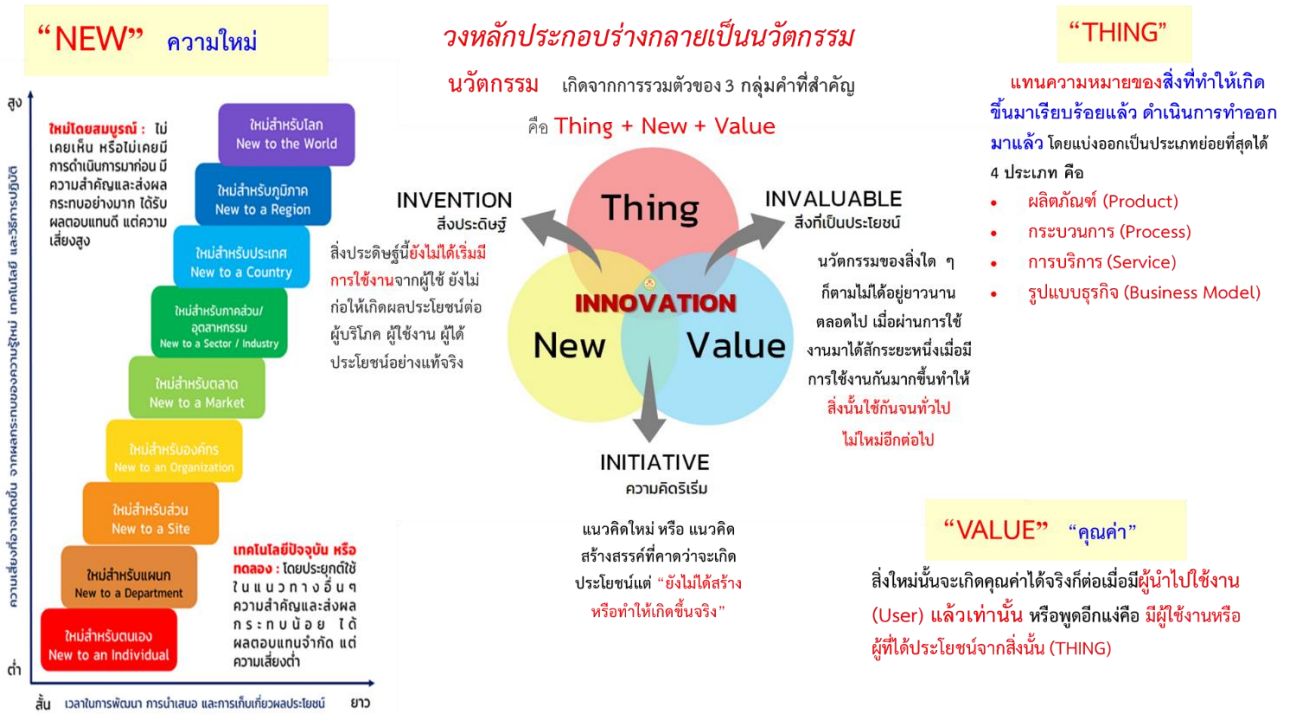 “NEW” ความใหม่
สูง
ใหม่โดยสมบูรณ์ : ไม่
เคยเห็น หรือไม่เคยมี
การดำเนินการมาก่อน มี
ความสำคัญและส่งผล
กระทบอย่างมาก ได้รับ
ผลตอบแทนดี แต่ความ
เสี่ยงสูง
ใหม่สำหรับโลก
New to the World
ใหม่สำหรับภูมิภาค
New to a Region
ใหม่สำหรับประเทศ
New to a Country
ใหม่สำหรับภาคส่วน/
อุตสาหกรรม
New to a Sector / Industry
ใหม่สำหรับตลาด
New to a Market
ใหม่สำหรับองค์กร
New to an Organization
ใหม่สำหรับส่วน
New to a Site
ใหม่สำหรับแผนก
New to a Department
ใหม่สำหรับตนเอง
New to an Individual
เทคโนโลยีปัจจุบัน หรือ
ทดลอง : โดยประยุกต์ใช้
ในแนวทางอื่นๆ
ความสำคัญและส่งผล
กระทบน้อย ได้
ผลตอบแทนจำกัด แต่
ความเสี่ยงต่ำ
ต่ำ
สั้น เวลาในการพัฒนา การนำเสนอ และการเก็บเกี่ยวผลประโยชน์ ยาว
วงหลักประกอบร่างกลายเป็นนวัตกรรม
นวัตกรรม เกิดจากการรวมตัวของ 3 กลุ่มคำที่สำคัญ
คือ Thing + New + Value
INVENTION
สิ่งประดิษฐ์
สิ่งประดิษฐ์นี้ยังไม่ได้เริ่มมี
การใช้งานจากผู้ใช้ ยังไม่
ก่อให้เกิดผลประโยชน์ต่อ
ผู้บริโภค ผู้ใช้งาน ผู้ได้
ประโยชน์อย่างแท้จริง
Thing
INNOVATION
New
Value
INVALUABLE
สิ่งที่เป็นประโยชน์
นวัตกรรมของสิ่งใด ๆ
ก็ตามไม่ได้อยู่ยาวนาน
ตลอดไป เมื่อผ่านการใช้
งานมาได้สักระยะหนึ่งเมื่อมี
การใช้งานกันมากขึ้นทำให้
สิ่งนั้นใช้กันจนทั่วไป
ไม่ใหม่อีกต่อไป
INITIATIVE
ความคิดริเริ่ม
แนวคิดใหม่ หรือ แนวคิด
สร้างสรรค์ที่คาดว่าจะเกิด
ประโยชน์แต่ “ยังไม่ได้สร้าง
หรือทำให้เกิดขึ้นจริง”
“THING”
แทนความหมายของสิ่งที่ทำให้เกิด
ขึ้นมาเรียบร้อยแล้ว ดำเนินการทำออก
มาแล้ว โดยแบ่งออกเป็นประเภทย่อยที่สุดได้
4 ประเภท คือ
• ผลิตภัณฑ์ (Product)
• กระบวนการ (Process)
• การบริการ (Service)
• รูปแบบธุรกิจ (Business Model)
“VALUE” “คุณค่า”
สิ่งใหม่นั้นจะเกิดคุณค่าได้จริงก็ต่อเมื่อมีผู้นำไปใช้งาน
(User) แล้วเท่านั้น หรือพูดอีกแง่คือ มีผู้ใช้งานหรือ
ผู้ที่ได้ประโยชน์จากสิ่งนั้น (THING)